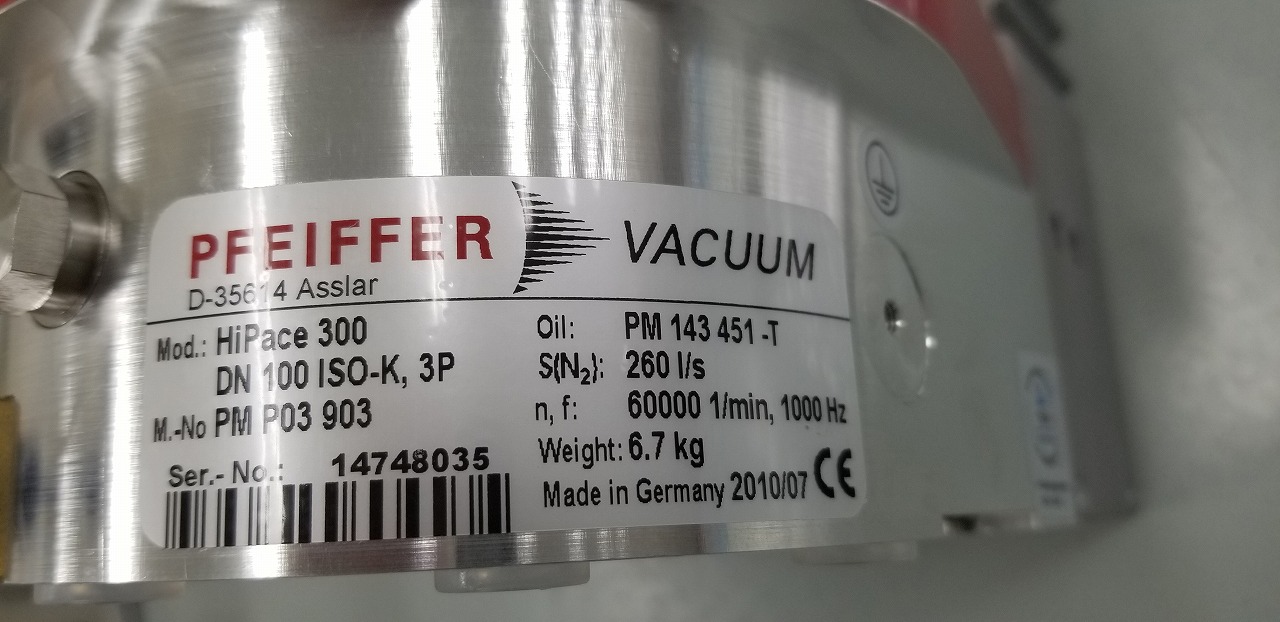 PFEIFFER VACUUM
D-35614 Asslar
Mod.: HiPace 300
DN 100 ISO-K, 3P
M.-No PM P03 903
Ser.- No.: 14748035
Oil: PM 143 451 -T
S(N₂): 260 l/s
n, f: 60000 1/min, 1000 Hz
Weight: 6.7 kg
Made in Germany 2010/07 CE